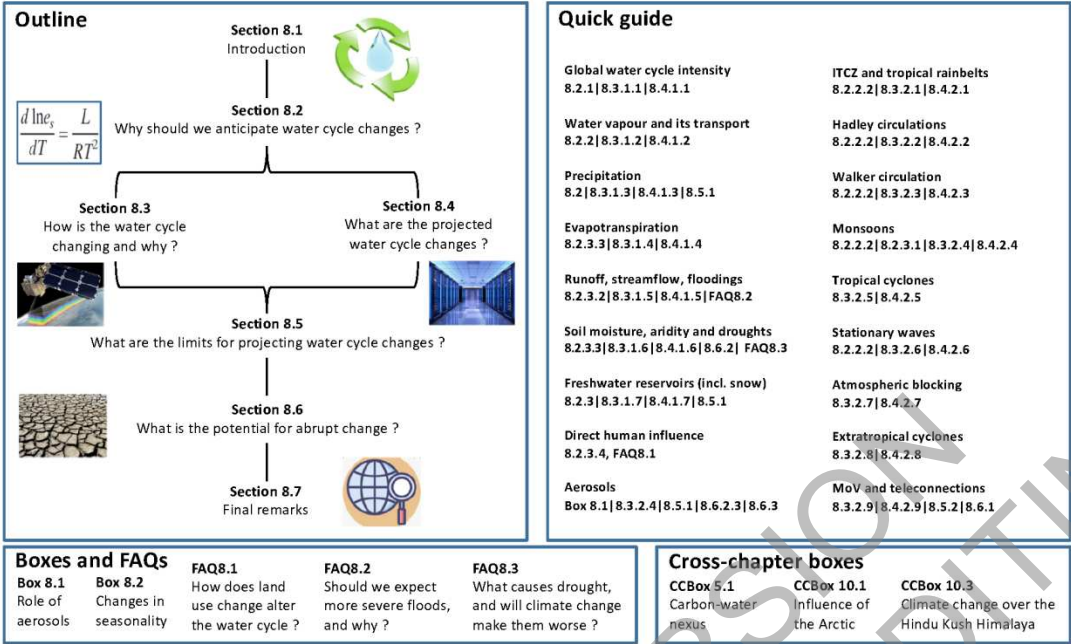 Outline
Section 8.1
Introduction
d lne_s / dT = L / RT²
Section 8.2
Why should we anticipate water cycle changes ?
Section 8.3
How is the water cycle
changing and why ?
Section 8.4
What are the projected
water cycle changes ?
Section 8.5
What are the limits for projecting water cycle changes ?
Section 8.6
What is the potential for abrupt change ?
Section 8.7
Final remarks
Quick guide
Global water cycle intensity
8.2.1|8.3.1.1|8.4.1.1
Water vapour and its transport
8.2.2|8.3.1.2|8.4.1.2
Precipitation
8.2|8.3.1.3|8.4.1.3|8.5.1
Evapotranspiration
8.2.3.3|8.3.1.4|8.4.1.4
Runoff, streamflow, floodings
8.2.3.2|8.3.1.5|8.4.1.5|FAQ8.2
Soil moisture, aridity and droughts
8.2.3.3|8.3.1.6|8.4.1.6|8.6.2| FAQ8.3
Freshwater reservoirs (incl. snow)
8.2.3|8.3.1.7|8.4.1.7|8.5.1
Direct human influence
8.2.3.4, FAQ8.1
Aerosols
Box 8.1|8.3.2.4|8.5.1|8.6.2.3|8.6.3
ITCZ and tropical rainbelts
8.2.2.2|8.3.2.1|8.4.2.1
Hadley circulations
8.2.2.2|8.3.2.2|8.4.2.2
Walker circulation
8.2.2.2|8.3.2.3|8.4.2.3
Monsoons
8.2.2.2|8.2.3.1|8.3.2.4|8.4.2.4
Tropical cyclones
8.3.2.5|8.4.2.5
Stationary waves
8.2.2.2|8.3.2.6|8.4.2.6
Atmospheric blocking
8.3.2.7|8.4.2.7
Extratropical cyclones
8.3.2.8|8.4.2.8
MoV and teleconnections
8.3.2.9|8.4.2.9|8.5.2|8.6.1
Boxes and FAQs
Box 8.1
Role of
aerosols
Box 8.2
Changes in
seasonality
FAQ8.1
How does land
use change alter
the water cycle ?
FAQ8.2
Should we expect
more severe floods,
and why ?
FAQ8.3
What causes drought,
and will climate change
make them worse ?
Cross-chapter boxes
CCBox 5.1
Carbon-water
nexus
CCBox 10.1
Influence of
the Arctic
CCBox 10.3
Climate change over the
Hindu Kush Himalaya